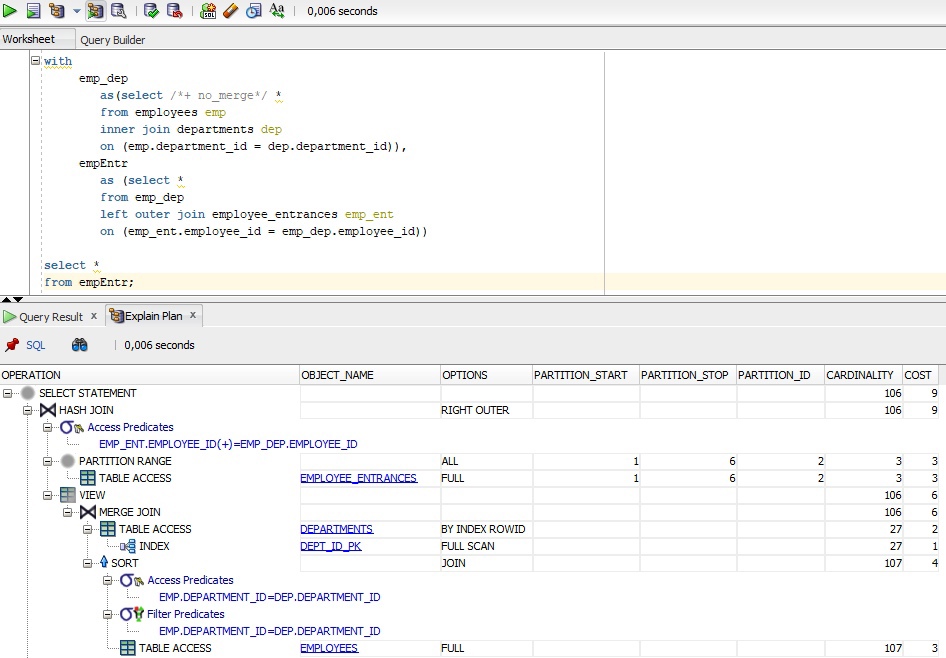 0,006 seconds
Worksheet Query Builder
with
emp_dep
as(select /*+ no_merge*/ *
from employees emp
inner join departments dep
on (emp.department_id = dep.department_id)),
empEntr
as (select *
from emp_dep
left outer join employee_entrances emp_ent
on (emp_ent.employee_id = emp_dep.employee_id))
select *
from empEntr;
Query Result x Explain Plan x
SQL 0,006 seconds
OPERATION OBJECT_NAME OPTIONS PARTITION_START PARTITION_STOP PARTITION_ID CARDINALITY COST
SELECT STATEMENT 106 9
HASH JOIN RIGHT OUTER 106 9
Access Predicates
EMP_ENT.EMPLOYEE_ID(+)=EMP_DEP.EMPLOYEE_ID
PARTITION RANGE ALL 1 6 2 3 3
TABLE ACCESS EMPLOYEE_ENTRANCES FULL 1 6 2 3 3
VIEW 106 6
MERGE JOIN 106 6
TABLE ACCESS DEPARTMENTS BY INDEX ROWID 27 2
INDEX DEPT_ID_PK FULL SCAN 27 1
SORT JOIN 107 4
Access Predicates
EMP.DEPARTMENT_ID=DEP.DEPARTMENT_ID
Filter Predicates
EMP.DEPARTMENT_ID=DEP.DEPARTMENT_ID
TABLE ACCESS EMPLOYEES FULL 107 3